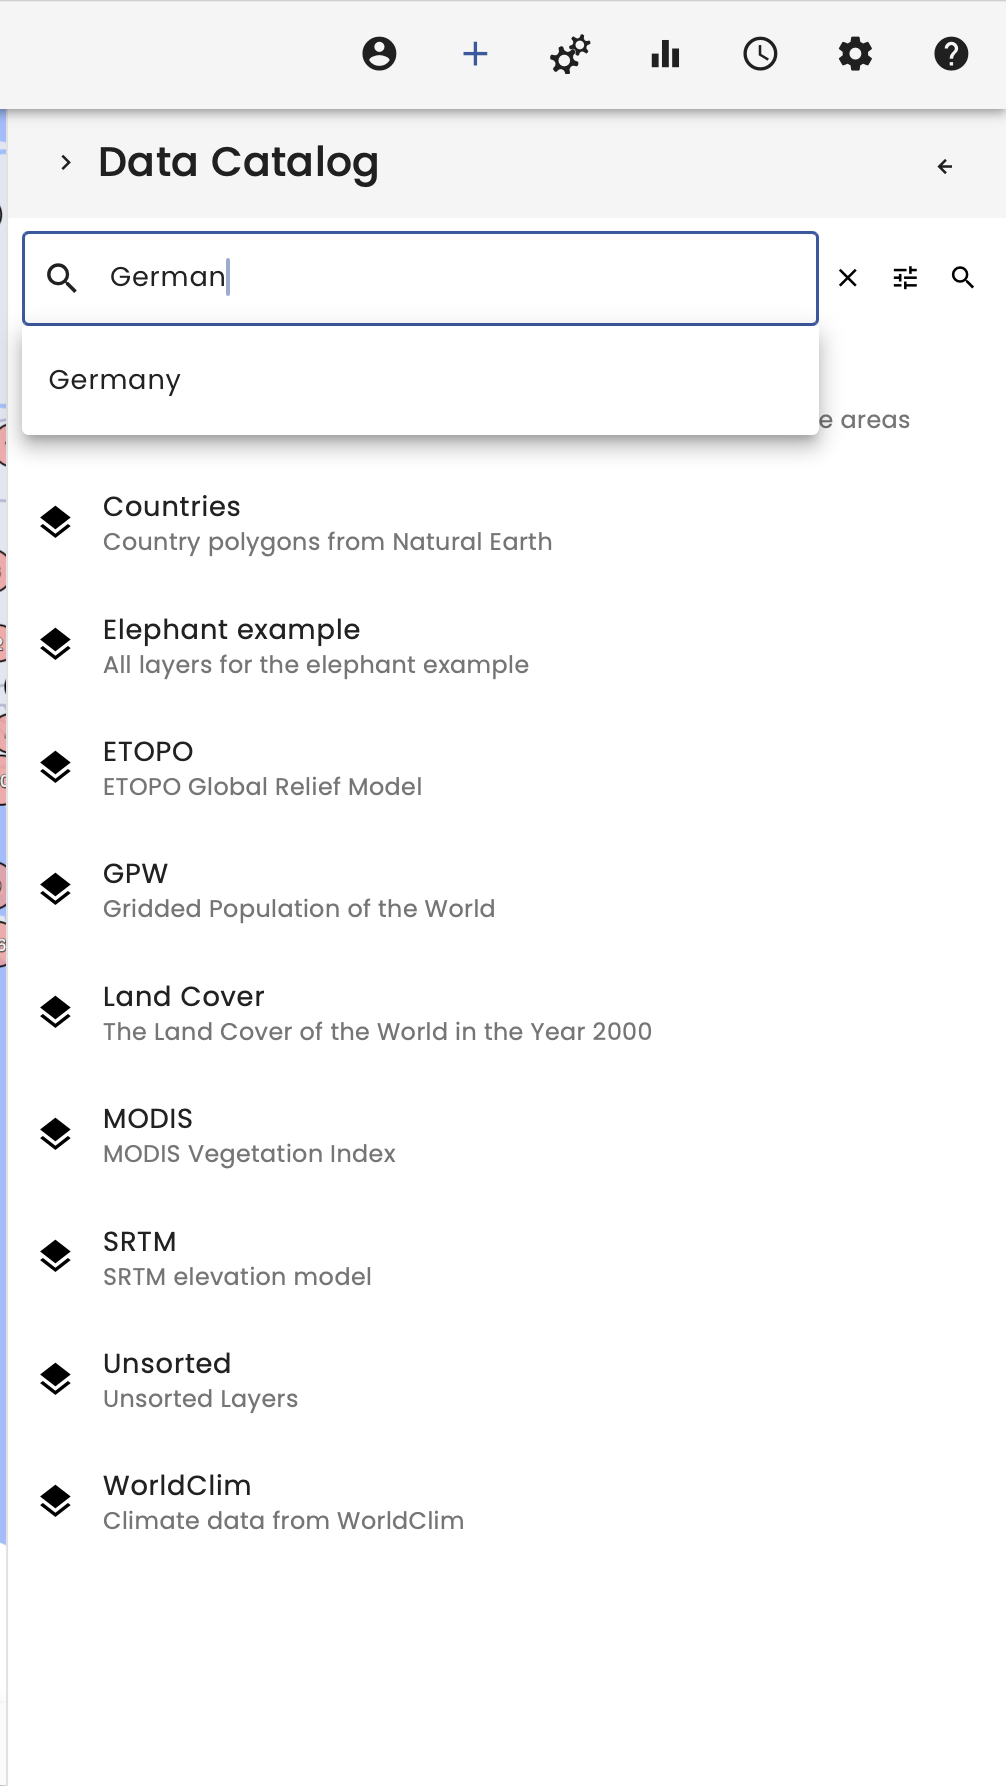 Data Catalog
German
Germany
e areas
Countries
Country polygons from Natural Earth
Elephant example
All layers for the elephant example
ETOPO
ETOPO Global Relief Model
GPW
Gridded Population of the World
Land Cover
The Land Cover of the World in the Year 2000
MODIS
MODIS Vegetation Index
SRTM
SRTM elevation model
Unsorted
Unsorted Layers
WorldClim
Climate data from WorldClim